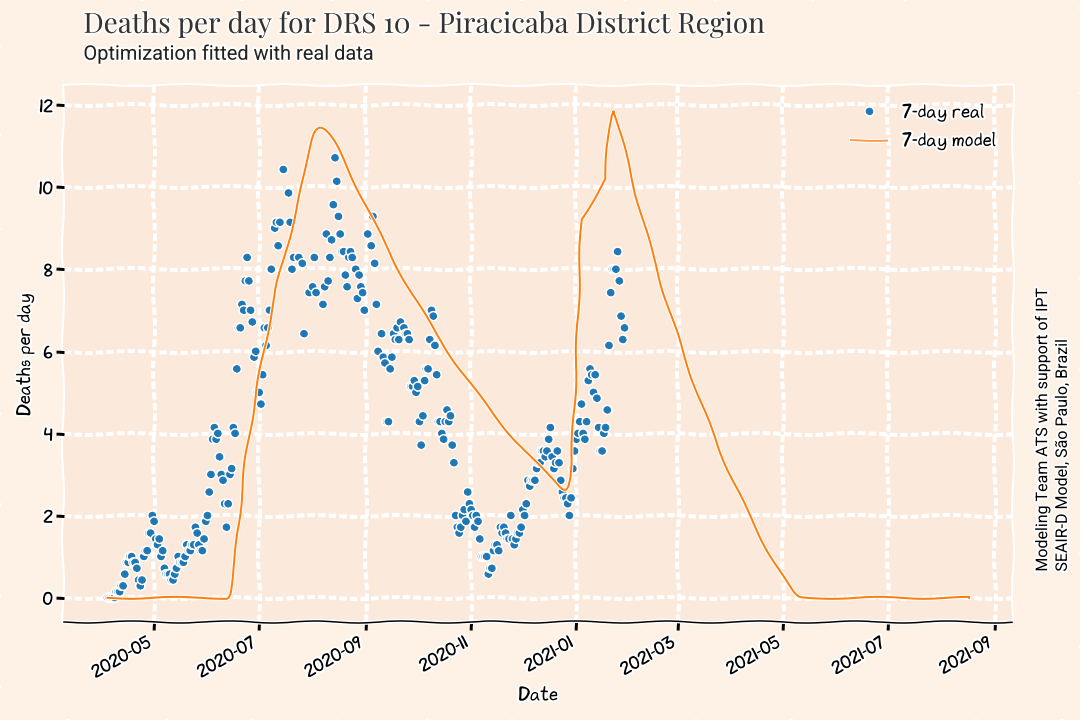 Deaths per day for DRS 10 - Piracicaba District Region
Optimization fitted with real data
7-day real
7-day model
Deaths per day
12
10
8
6
4
2
0
2020-05
2020-07
2020-09
2020-11
2021-01
2021-03
2021-05
2021-07
2021-09
Date
Modeling Team ATS with support of IPT
SEAIR-D Model, São Paulo, Brazil